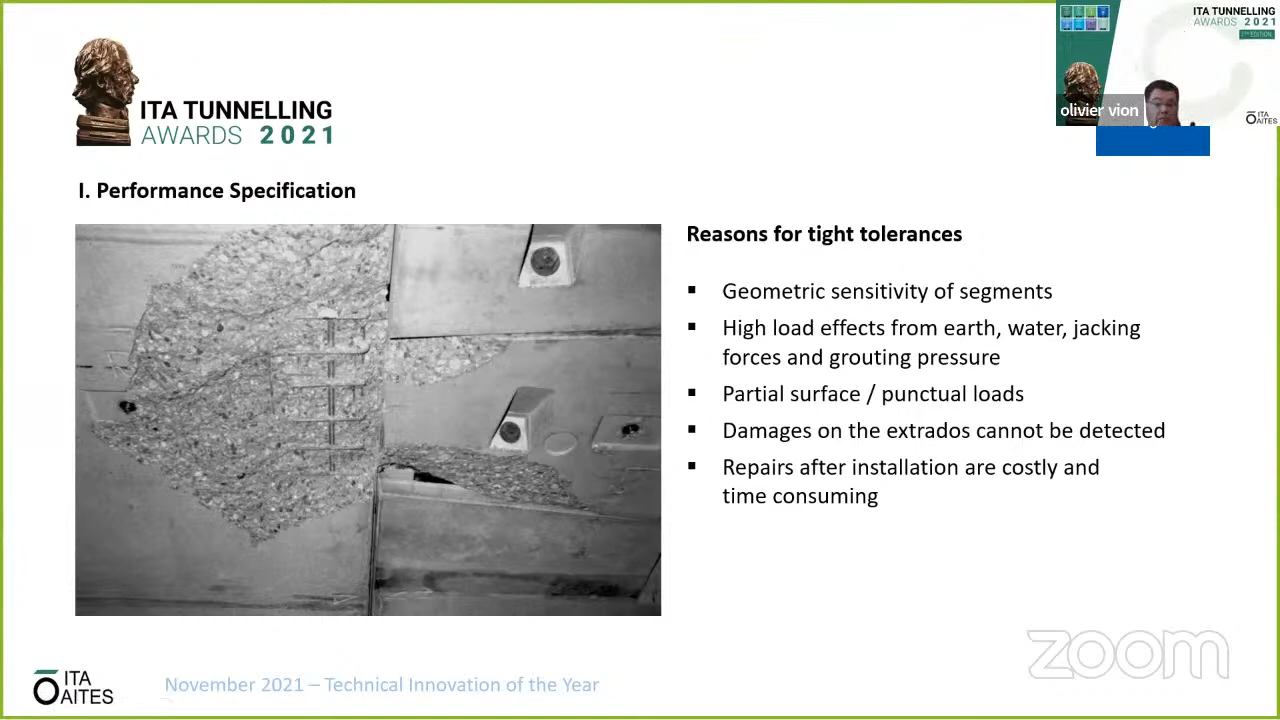 ITA TUNNELLING
AWARDS 2021
I. Performance Specification
Reasons for tight tolerances
▪ Geometric sensitivity of segments
▪ High load effects from earth, water, jacking
forces and grouting pressure
▪ Partial surface / punctual loads
▪ Damages on the extrados cannot be detected
▪ Repairs after installation are costly and
time consuming
ITA
AITES
November 2021 – Technical Innovation of the Year
zoom
ITA TUNNELLING
AWARDS 2021
olivier vion
ITA
AITES